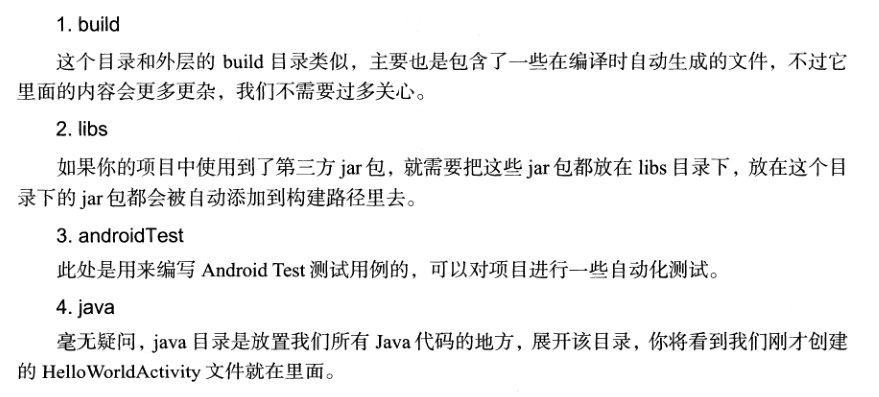 1. build
这个目录和外层的 build 目录类似，主要也是包含了一些在编译时自动生成的文件，不过它
里面的内容会更多更杂，我们不需要过多关心。
2. libs
如果你的项目中使用到了第三方 jar 包，就需要把这些 jar 包都放在 libs 目录下，放在这个目
录下的 jar 包都会被自动添加到构建路径里去。
3. androidTest
此处是用来编写 Android Test 测试用例的，可以对项目进行一些自动化测试。
4. java
毫无疑问，java 目录是放置我们所有 Java 代码的地方，展开该目录，你将看到我们刚才创建
的 HelloWorldActivity 文件就在里面。